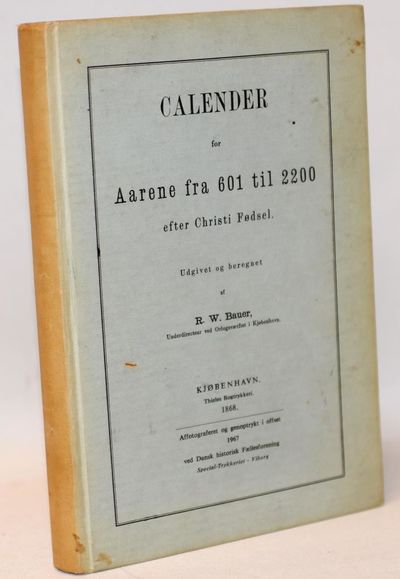 CALENDER
for
Aarene fra 601 til 2200
efter Christi Fødsel.
Udgivet og beregnet
af
R. W. Bauer,
Underdirecteur ved Orlogsværftet i Kjøbenhavn.
KJØBENHAVN.
Thieles Bogtrykkeri.
1868.
Affotograferet og genoptrykt i offset
1967
ved Dansk historisk Fællesforening
Special-Trykkeriet - Viborg